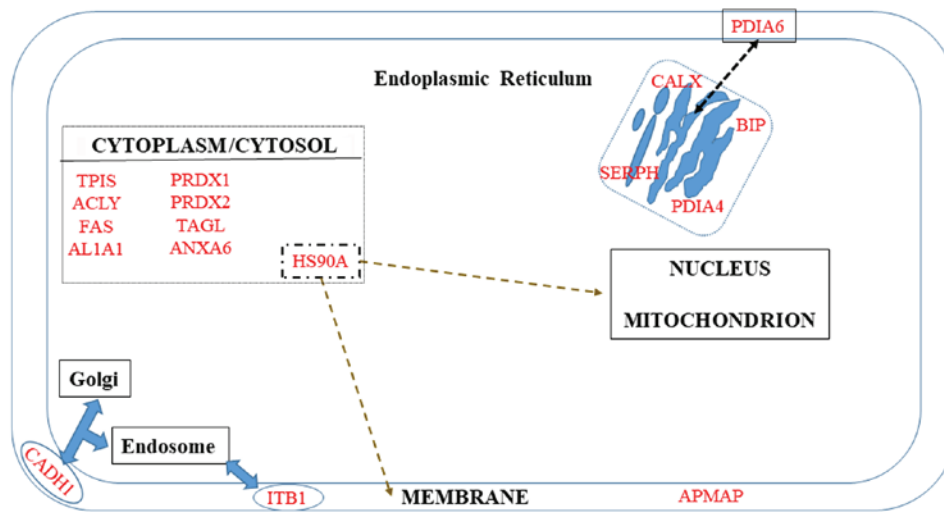 PDIA6
Endoplasmic Reticulum
CALX
BIP
SERPH
PDIA4
CYTOPLASM/CYTOSOL
TPIS PRDX1
ACLY PRDX2
FAS TAGL
AL1A1 ANXA6
HS90A
NUCLEUS
MITOCHONDRION
Golgi
Endosome
CADH1
ITB1
MEMBRANE
APMAP